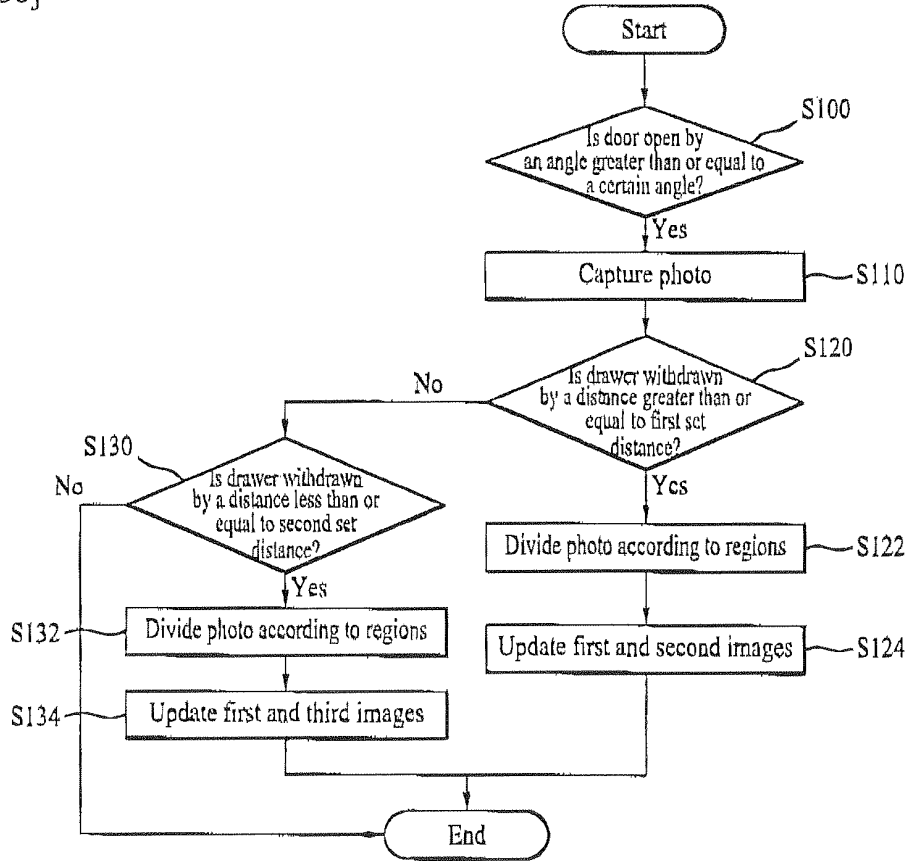 Start
S100
Is door open by
an angle greater than or equal to
a certain angle?
Yes
Capture photo
S110
S120
Is drawer withdrawn
by a distance greater than or
equal to first set
distance?
No
Yes
S130
Is drawer withdrawn
by a distance less than or
equal to second set
distance?
No
Yes
Divide photo according to regions
S122
S132
Divide photo according to regions
Update first and second images
S124
S134
Update first and third images
End